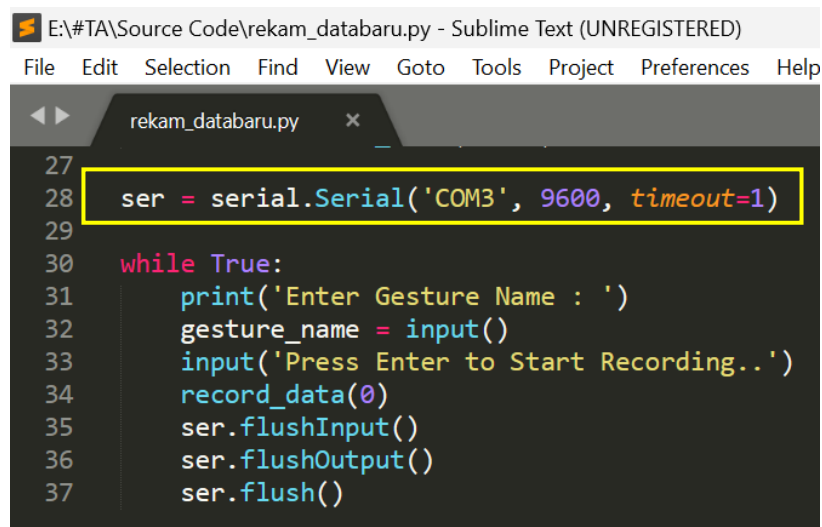 E:\#TA\Source Code\rekam_databaru.py - Sublime Text (UNREGISTERED)
File Edit Selection Find View Goto Tools Project Preferences Help
rekam_databaru.py ×
27
28 ser = serial.Serial('COM3', 9600, timeout=1)
29
30 while True:
31 print('Enter Gesture Name : ')
32 gesture_name = input()
33 input('Press Enter to Start Recording..')
34 record_data(0)
35 ser.flushInput()
36 ser.flushOutput()
37 ser.flush()